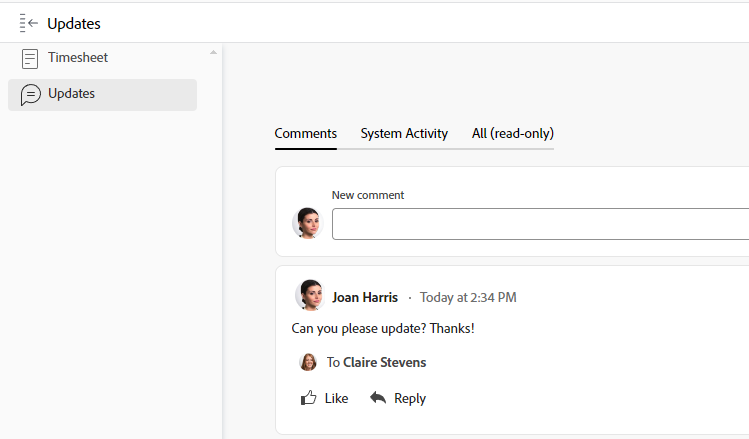 Updates
Timesheet
Updates
Comments System Activity All (read-only)
New comment
Joan Harris · Today at 2:34 PM
Can you please update? Thanks!
To Claire Stevens
Like Reply